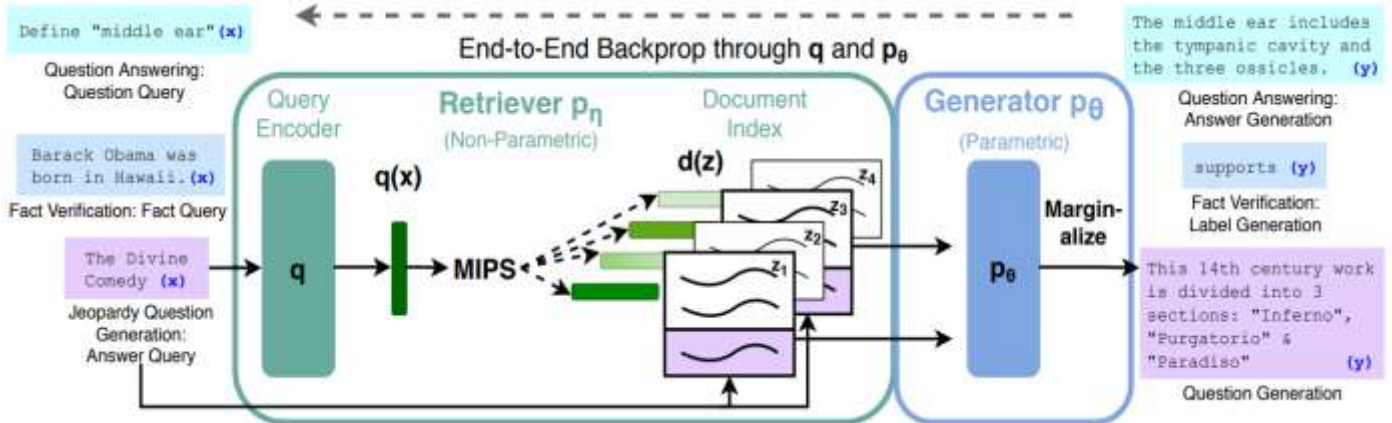 Define "middle ear" (x)
Question Answering:
Question Query
Barack Obama was
born in Hawaii. (x)
Fact Verification: Fact Query
The Divine
Comedy (x)
Jeopardy Question
Generation:
Answer Query
End-to-End Backprop through q and pθ
Query
Encoder
q
q(x)
Retriever pη
(Non-Parametric)
MIPS
Document
Index
d(z)
z4
z3
z2
z1
Generator pθ
(Parametric)
pθ
Margin-
alize
The middle ear includes
the tympanic cavity and
the three ossicles. (y)
Question Answering:
Answer Generation
supports (y)
Fact Verification:
Label Generation
This 14th century work
is divided into 3
sections: "Inferno",
"Purgatorio" &
"Paradiso" (y)
Question Generation